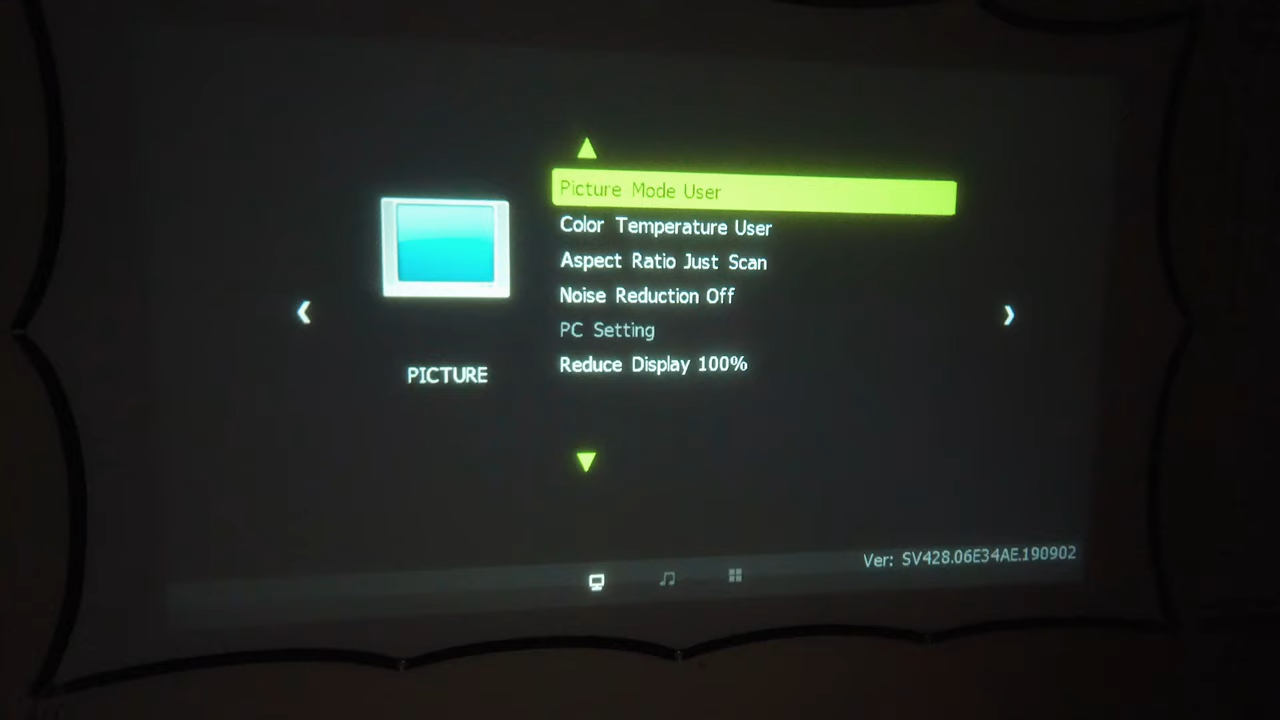 Picture Mode User
Color Temperature User
Aspect Ratio Just Scan
Noise Reduction Off
PC Setting
Reduce Display 100%
PICTURE
Ver: SV428.06E34AE.190902